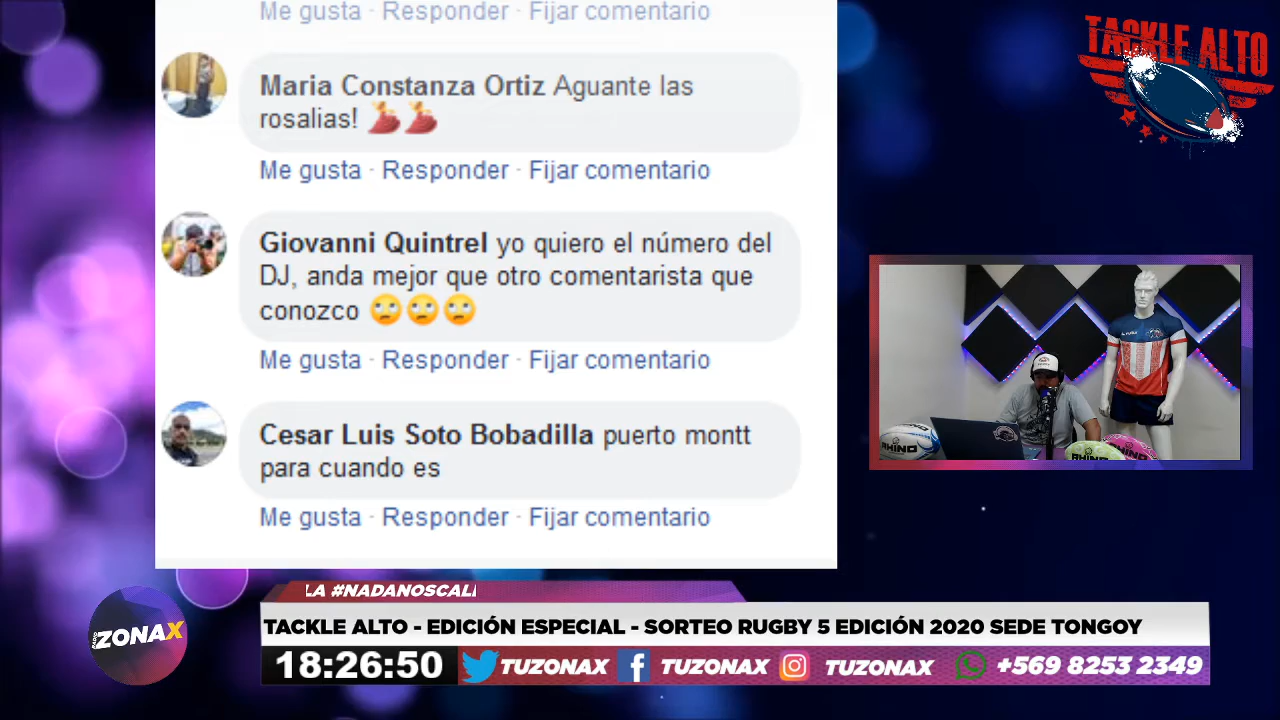 Me gusta · Responder · Fijar comentario
TACKLE ALTO
Maria Constanza Ortiz Aguante las
rosalias!
Me gusta · Responder · Fijar comentario
Giovanni Quintrel yo quiero el número del
DJ, anda mejor que otro comentarista que
conozco
Me gusta · Responder · Fijar comentario
Cesar Luis Soto Bobadilla puerto montt
para cuando es
Me gusta · Responder · Fijar comentario
RHINO
RHINO
LA #NADANOSCALL
ZONAX
TACKLE ALTO - EDICIÓN ESPECIAL - SORTEO RUGBY 5 EDICIÓN 2020 SEDE TONGOY
18:26:50 TUZONAX TUZONAX TUZONAX +569 8253 2349